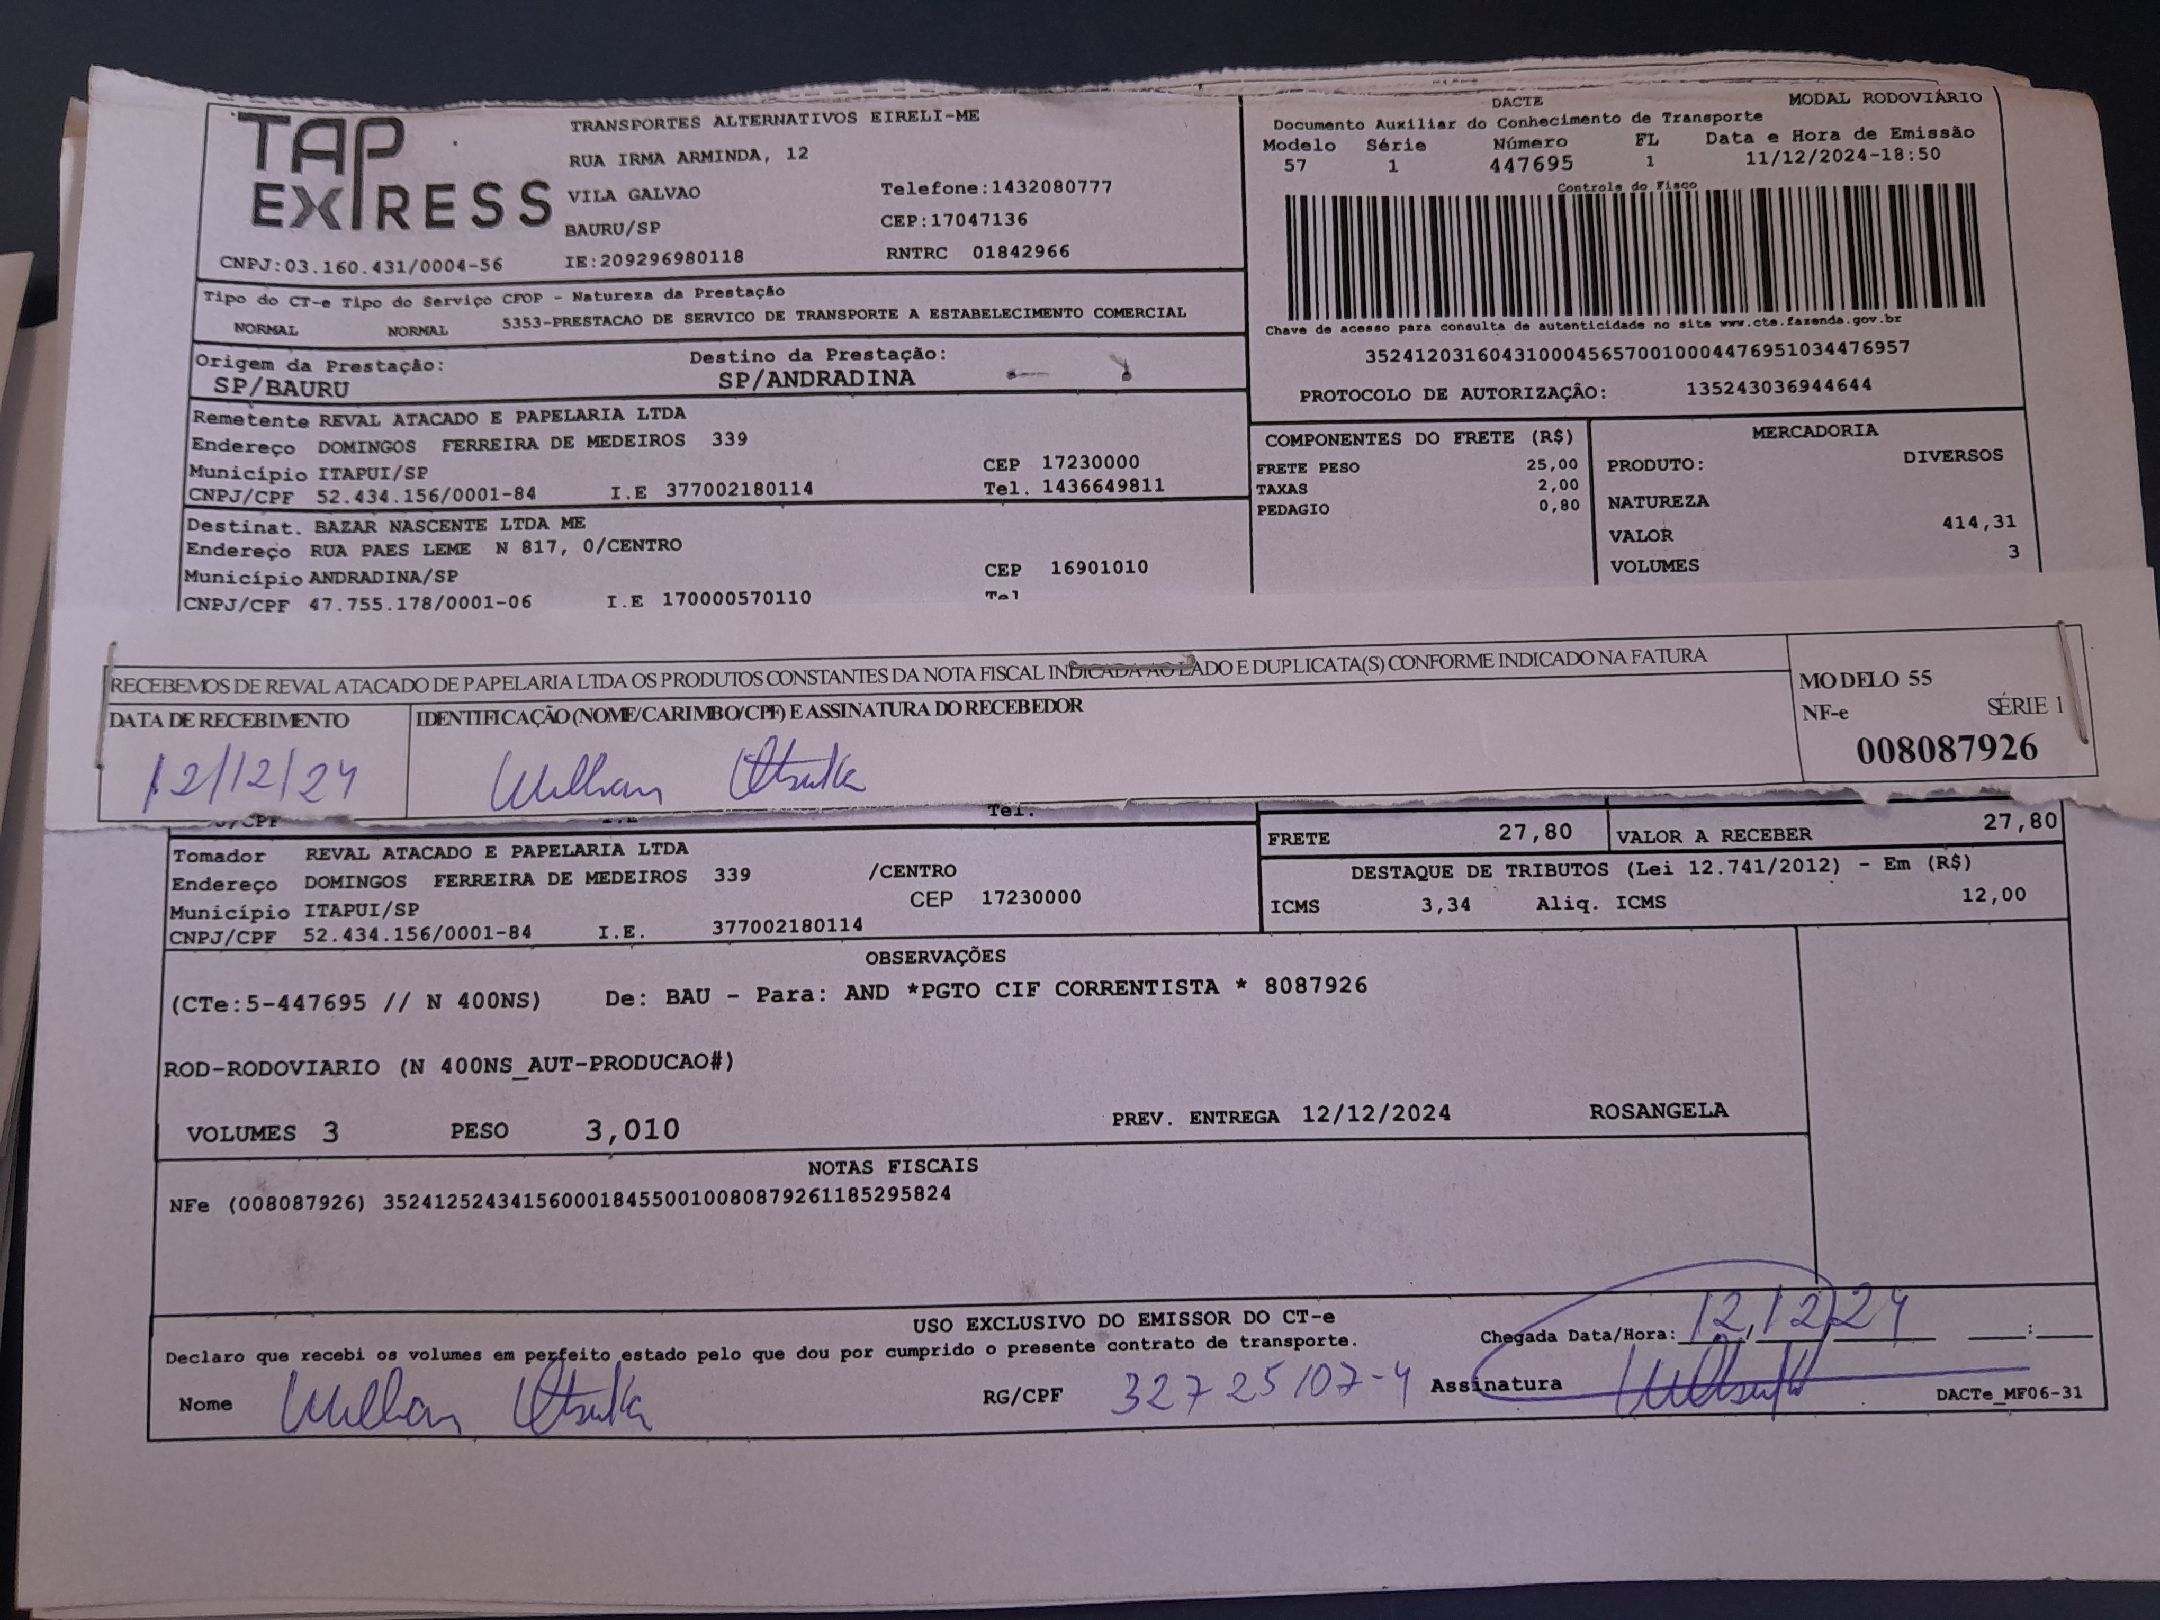 TAP EXPRESS
TRANSPORTES ALTERNATIVOS EIRELI-ME
RUA IRMA ARMINDA, 12
VILA GALVAO Telefone:1432080777
BAURU/SP CEP:17047136
CNPJ:03.160.431/0004-56 IE:209296980118 RNTRC 01842966
DACTE MODAL RODOVIÁRIO
Documento Auxiliar do Conhecimento de Transporte
Modelo Série Número FL Data e Hora de Emissão
57 1 447695 1 11/12/2024-18:50
Controle do Fisco
Chave de acesso para consulta de autenticidade no site www.cte.fazenda.gov.br
35241203160431000456570010004476951034476957
PROTOCOLO DE AUTORIZAÇÂO: 135243036944644
Tipo do CT-e Tipo do Serviço CFOP - Natureza da Prestação
NORMAL NORMAL 5353-PRESTACAO DE SERVICO DE TRANSPORTE A ESTABELECIMENTO COMERCIAL
Origem da Prestação: Destino da Prestação:
SP/BAURU SP/ANDRADINA
Remetente REVAL ATACADO E PAPELARIA LTDA
Endereço DOMINGOS FERREIRA DE MEDEIROS 339
Município ITAPUI/SP CEP 17230000
CNPJ/CPF 52.434.156/0001-84 I.E 377002180114 Tel. 1436649811
Destinat. BAZAR NASCENTE LTDA ME
Endereço RUA PAES LEME N 817, 0/CENTRO
Município ANDRADINA/SP CEP 16901010
CNPJ/CPF 47.755.178/0001-06 I.E 170000570110 Tel
COMPONENTES DO FRETE (R$)
FRETE PESO 25,00
TAXAS 2,00
PEDAGIO 0,80
MERCADORIA
PRODUTO: DIVERSOS
NATUREZA
VALOR 414,31
VOLUMES 3
RECEBEMOS DE REVAL ATACADO DE PAPELARIA LTDA OS PRODUTOS CONSTANTES DA NOTA FISCAL INDICADA AO LADO E DUPLICATA(S) CONFORME INDICADO NA FATURA
DATA DE RECEBIMENTO IDENTIFICAÇÃO (NOME/CARIMBO/CPF) E ASSINATURA DO RECEBEDOR
12/12/24 Willian Otsuka
MODELO 55
NF-e SÉRIE 1
008087926
/CPF Tel.
Tomador REVAL ATACADO E PAPELARIA LTDA
Endereço DOMINGOS FERREIRA DE MEDEIROS 339 /CENTRO
Município ITAPUI/SP CEP 17230000
CNPJ/CPF 52.434.156/0001-84 I.E. 377002180114
FRETE 27,80 VALOR A RECEBER 27,80
DESTAQUE DE TRIBUTOS (Lei 12.741/2012) - Em (R$)
ICMS 3,34 Aliq. ICMS 12,00
OBSERVAÇÕES
(CTe:5-447695 // N 400NS) De: BAU - Para: AND *PGTO CIF CORRENTISTA * 8087926
ROD-RODOVIARIO (N 400NS_AUT-PRODUCAO#)
VOLUMES 3 PESO 3,010 PREV. ENTREGA 12/12/2024 ROSANGELA
NOTAS FISCAIS
NFe (008087926) 35241252434156000184550010080879261185295824
USO EXCLUSIVO DO EMISSOR DO CT-e
Declaro que recebi os volumes em perfeito estado pelo que dou por cumprido o presente contrato de transporte.
Chegada Data/Hora: 12/12/24 :
Nome Willian Otsuka RG/CPF 32725107-4 Assinatura
DACTe_MF06-31